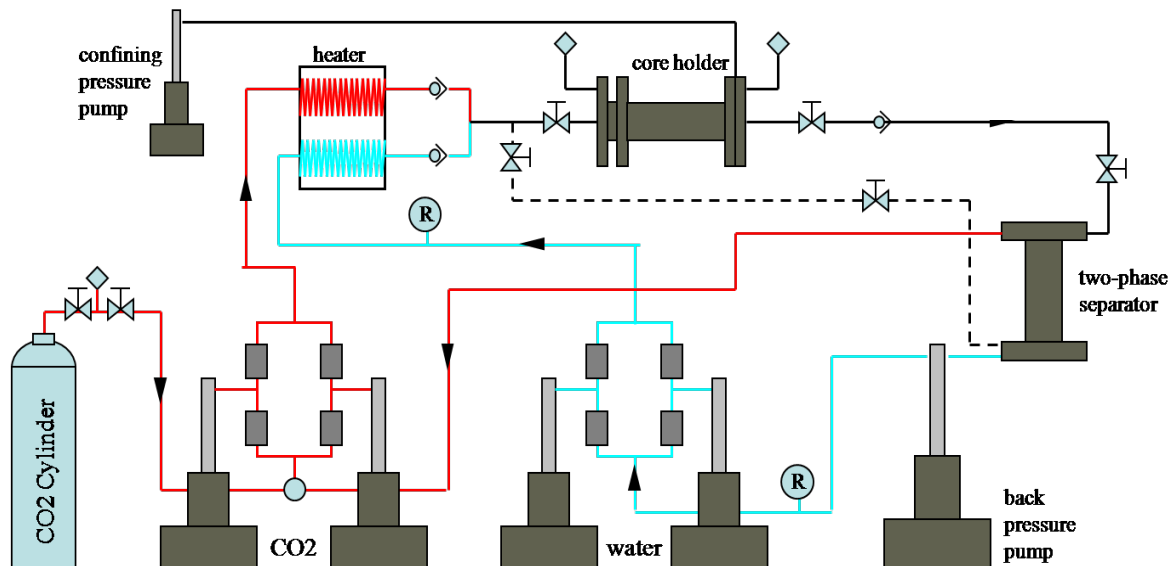 confining
pressure
pump
heater
core holder
R
two-phase
separator
CO2 Cylinder
R
CO2
water
back
pressure
pump